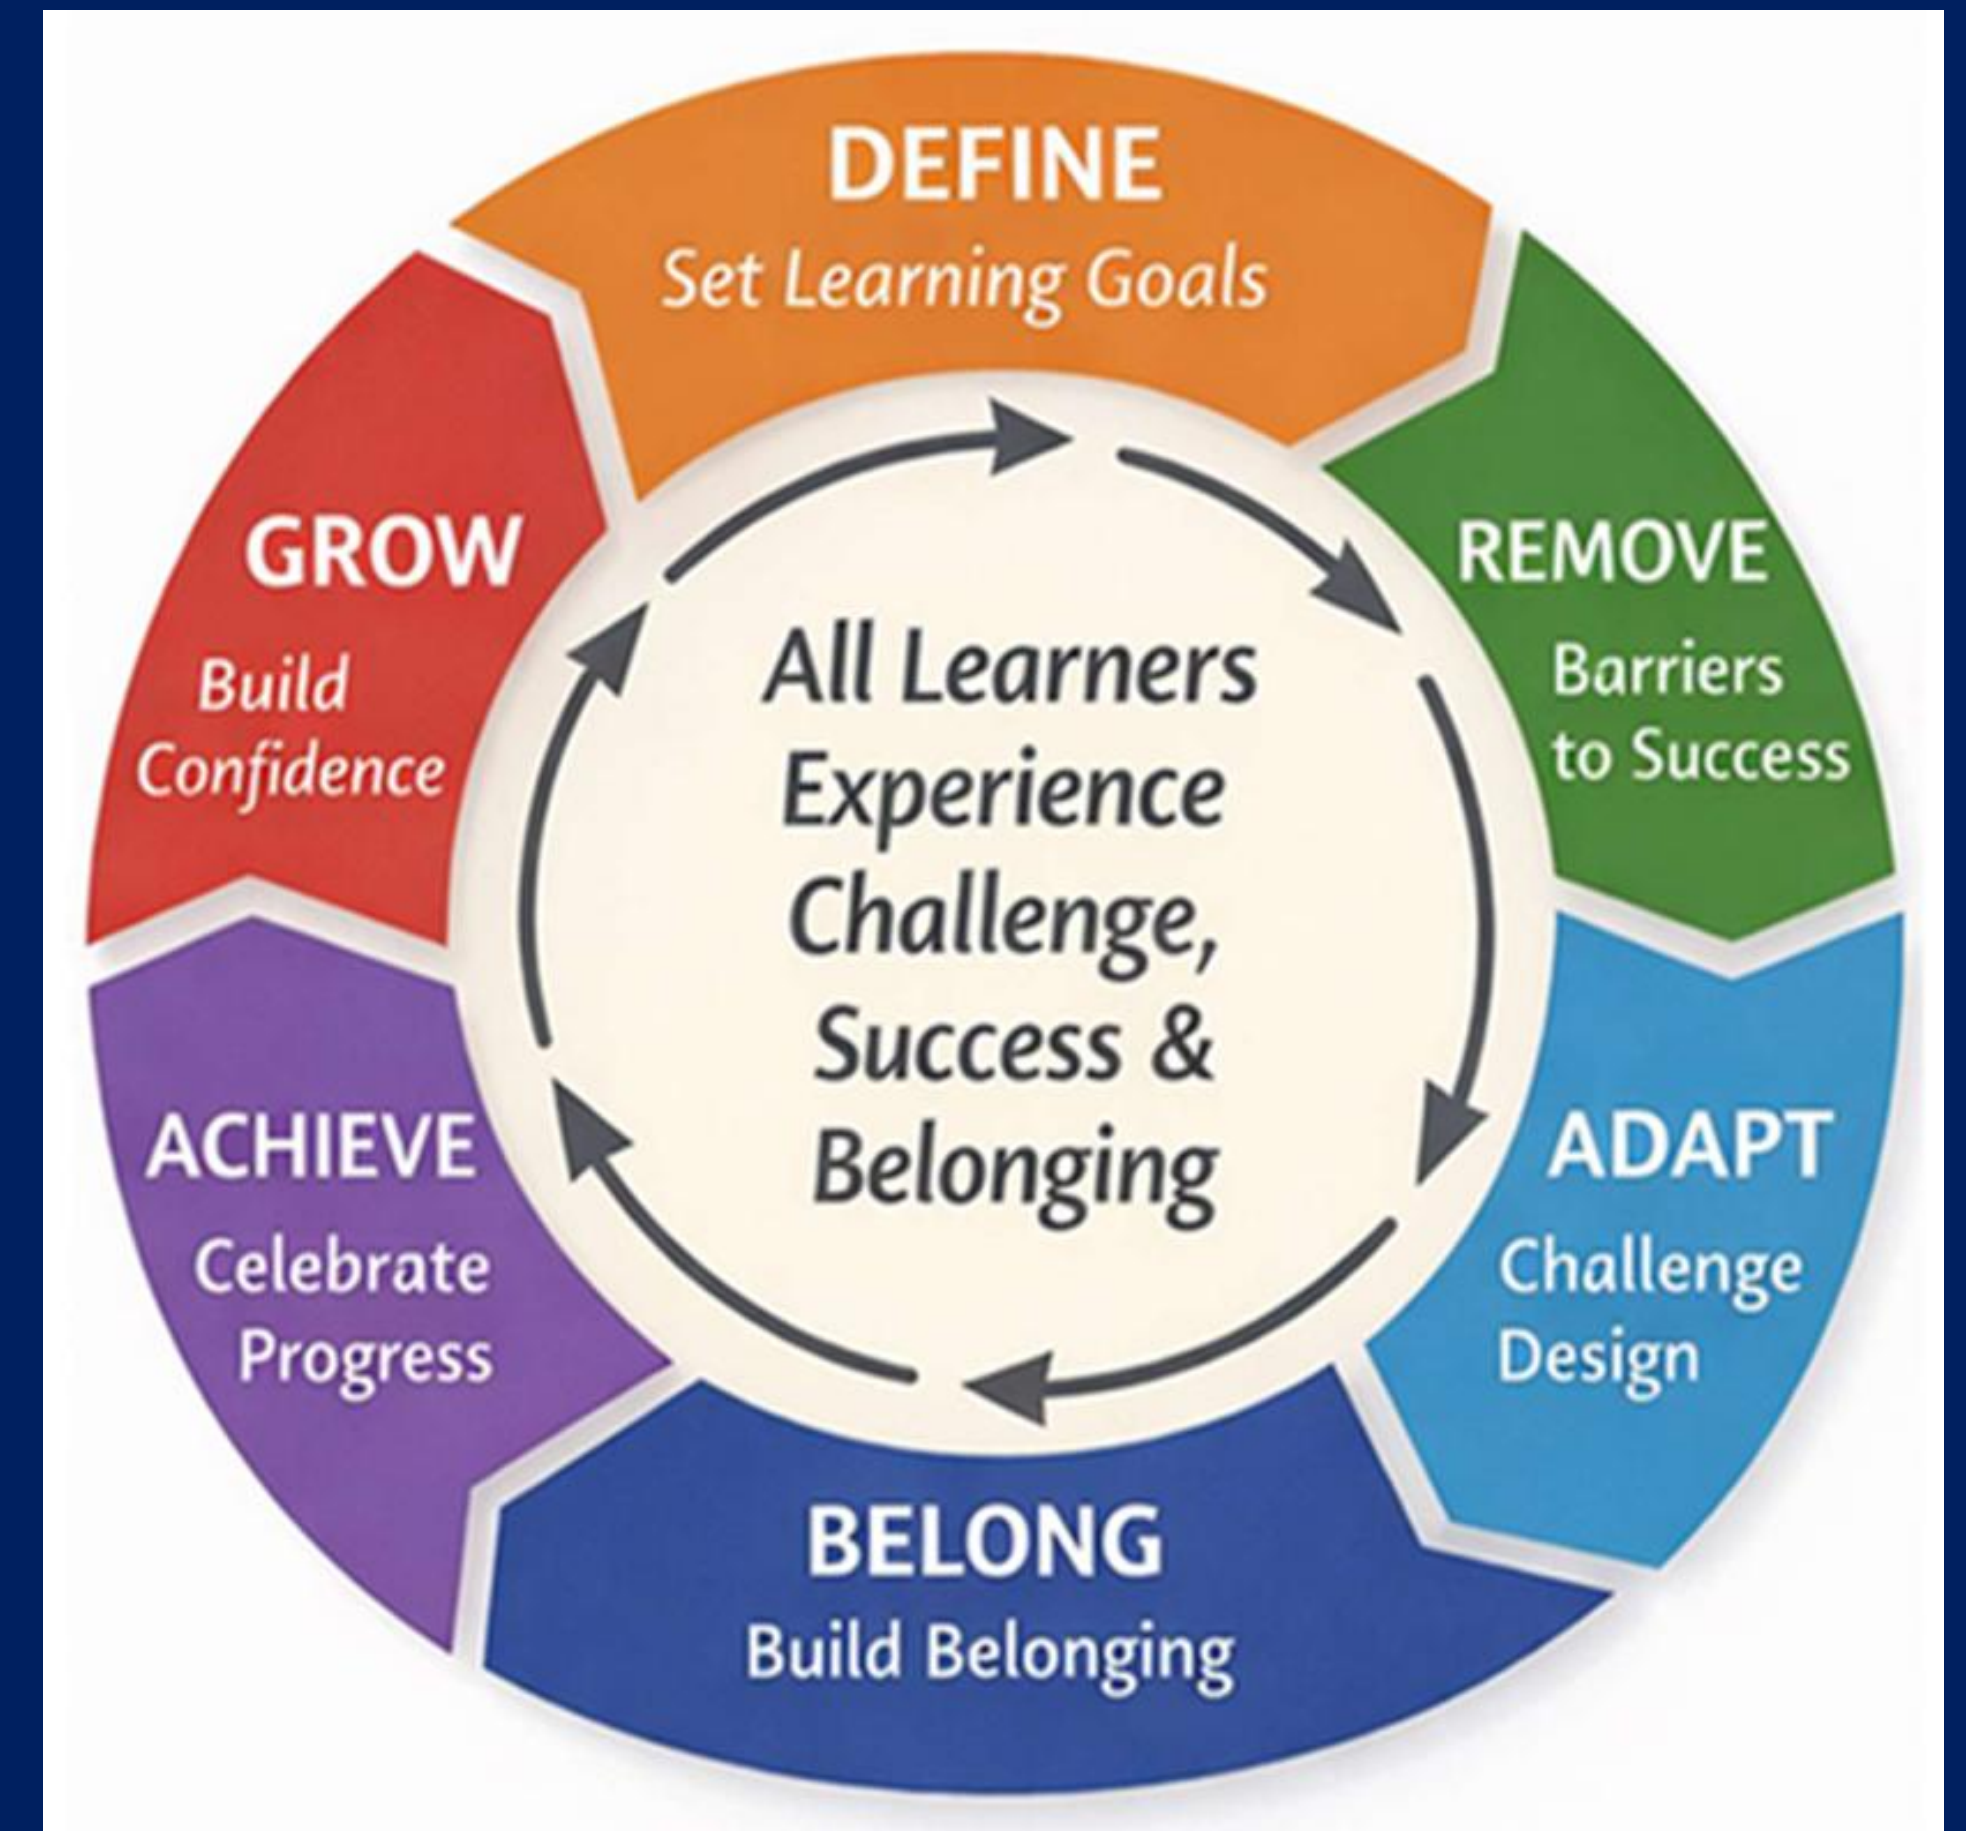 DEFINE
Set Learning Goals
REMOVE
Barriers
to Success
ADAPT
Challenge
Design
BELONG
Build Belonging
ACHIEVE
Celebrate
Progress
GROW
Build
Confidence
All Learners
Experience
Challenge,
Success &
Belonging